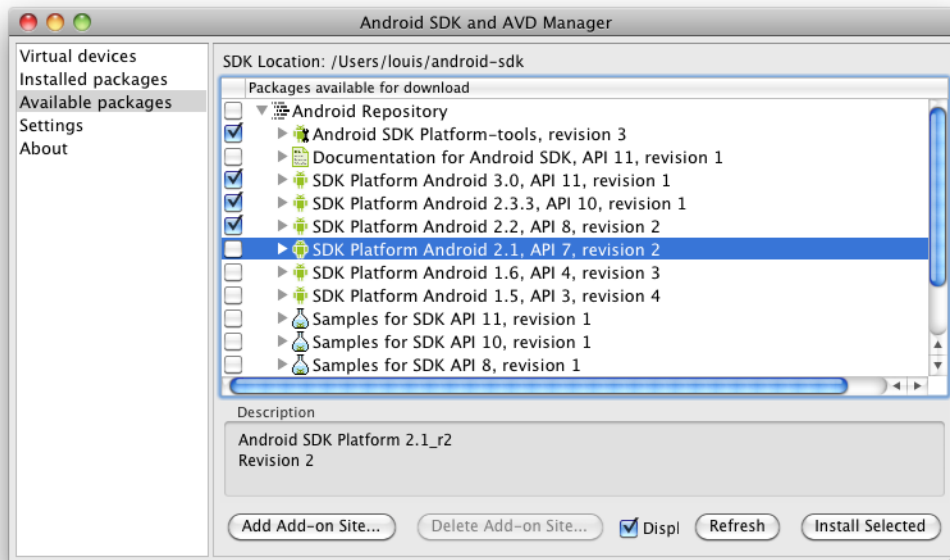 Android SDK and AVD Manager
Virtual devices
Installed packages
Available packages
Settings
About
SDK Location: /Users/louis/android-sdk
Packages available for download
Android Repository
Android SDK Platform-tools, revision 3
Documentation for Android SDK, API 11, revision 1
SDK Platform Android 3.0, API 11, revision 1
SDK Platform Android 2.3.3, API 10, revision 1
SDK Platform Android 2.2, API 8, revision 2
SDK Platform Android 2.1, API 7, revision 2
SDK Platform Android 1.6, API 4, revision 3
SDK Platform Android 1.5, API 3, revision 4
Samples for SDK API 11, revision 1
Samples for SDK API 10, revision 1
Samples for SDK API 8, revision 1
Description
Android SDK Platform 2.1_r2
Revision 2
Add Add-on Site... Delete Add-on Site... Displ Refresh Install Selected